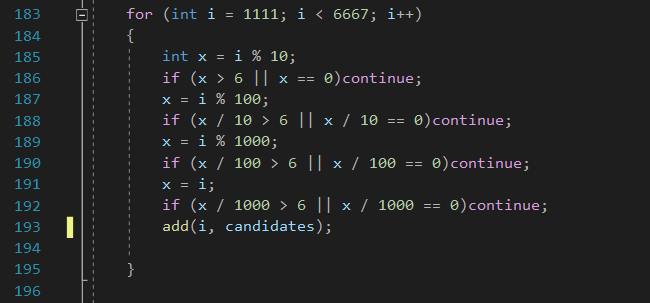 183 for (int i = 1111; i < 6667; i++)
184 {
185 int x = i % 10;
186 if (x > 6 || x == 0)continue;
187 x = i % 100;
188 if (x / 10 > 6 || x / 10 == 0)continue;
189 x = i % 1000;
190 if (x / 100 > 6 || x / 100 == 0)continue;
191 x = i;
192 if (x / 1000 > 6 || x / 1000 == 0)continue;
193 add(i, candidates);
194
195 }
196